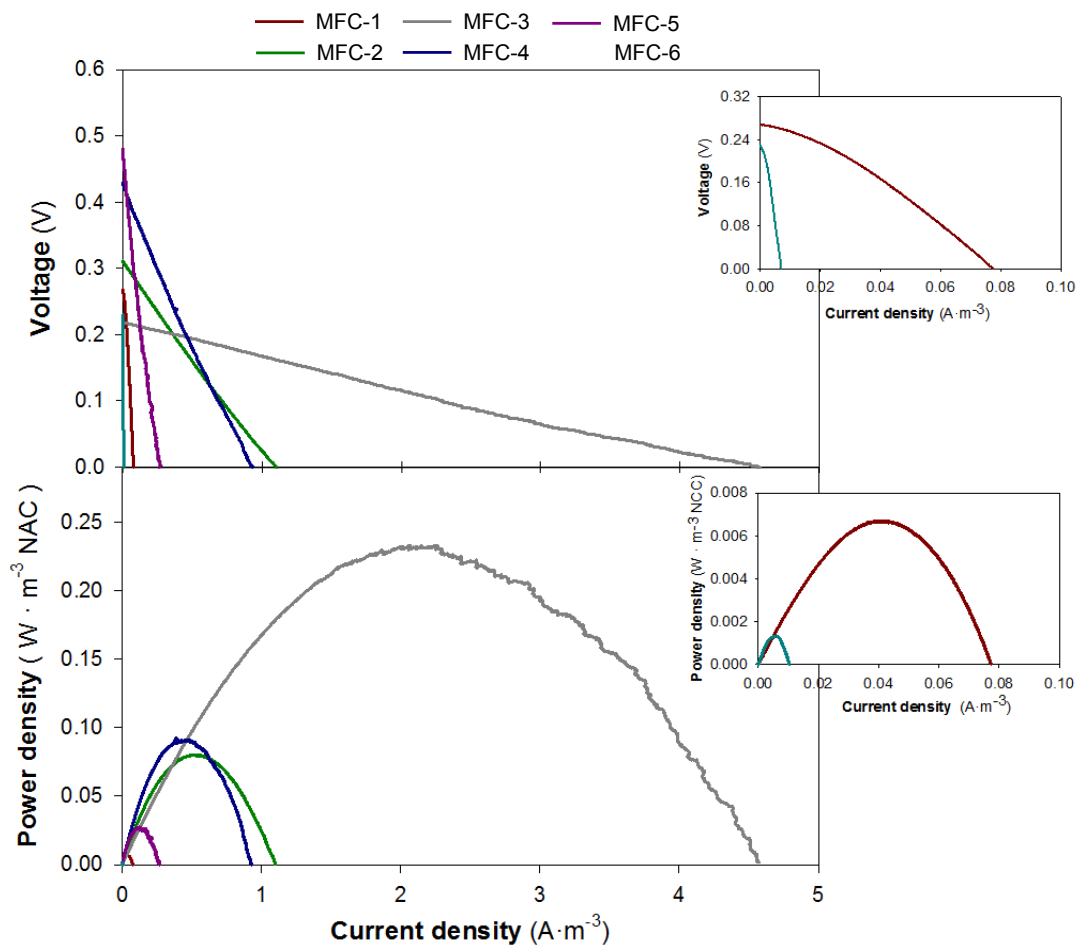 MFC-1 MFC-3 MFC-5
MFC-2 MFC-4 MFC-6
0.6
0.5
0.4
0.3
0.2
0.1
0.0
Voltage (V)
0.32
0.24
0.16
0.08
0.00
Voltage (V)
0.00 0.02 0.04 0.06 0.08 0.10
Current density (A·m-3)
0.25
0.20
0.15
0.10
0.05
0.00
Power density ( W · m-3 NAC)
0 1 2 3 4 5
Current density (A·m-3)
0.008
0.006
0.004
0.002
0.000
Power density (W · m-3 NCC)
0.00 0.02 0.04 0.06 0.08 0.10
Current density (A·m-3)